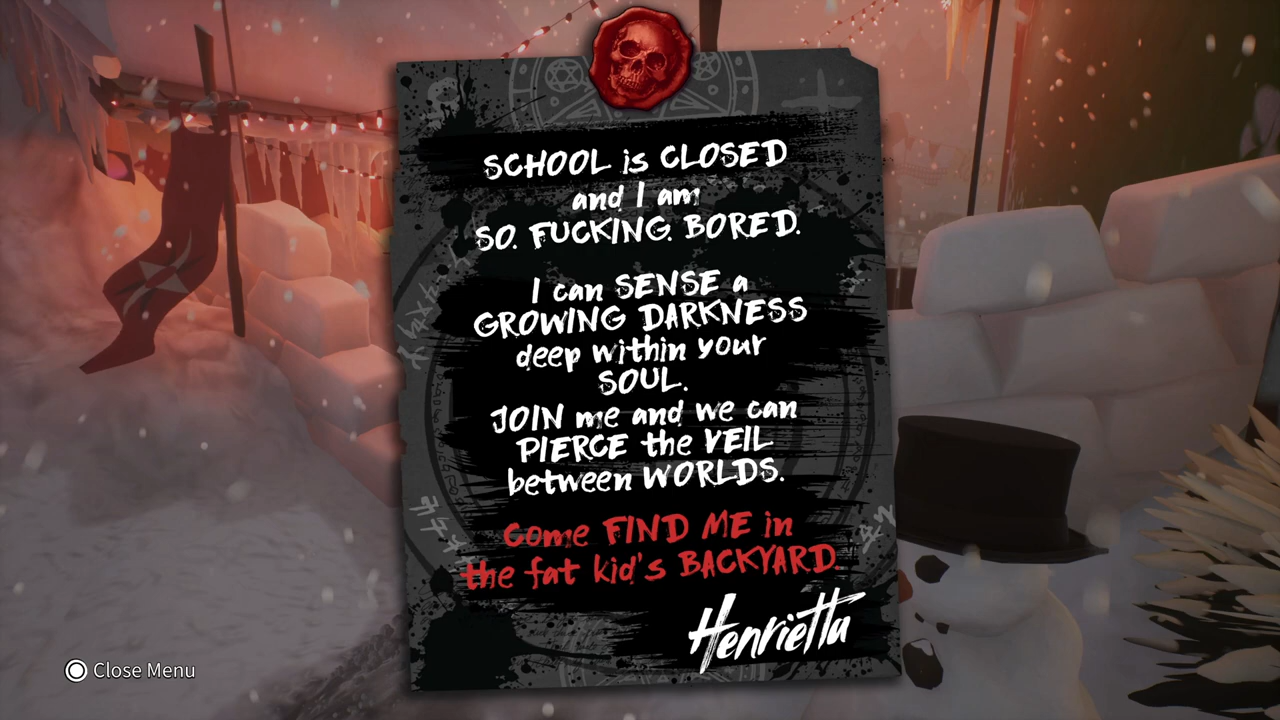 SCHOOL is CLOSED
and I am
SO. FUCKING. BORED.
I can SENSE a
GROWING DARKNESS
deep within your
SOUL.
JOIN me and we can
PIERCE the VEIL
between WORLDS.
Come FIND ME in
the fat kid's BACKYARD.
Henrietta
Close Menu